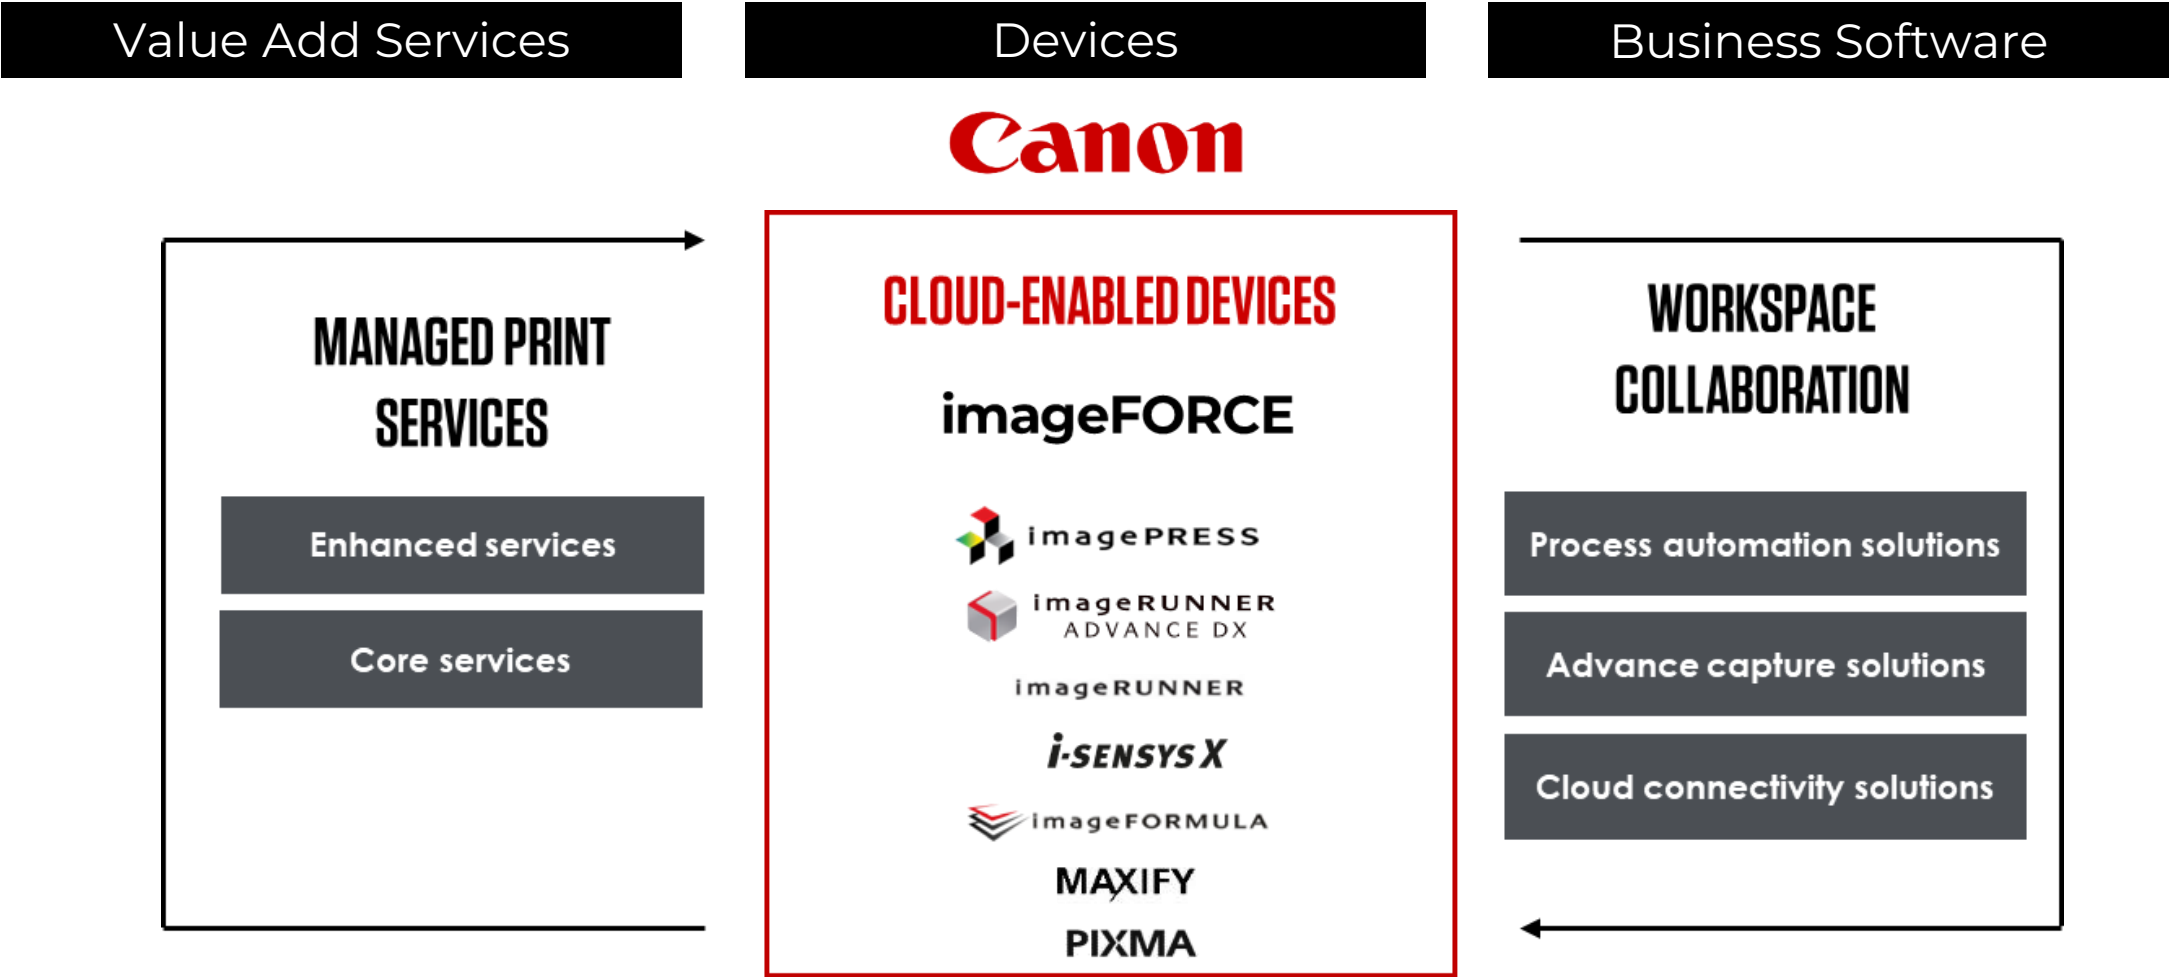 Value Add Services
Devices
Business Software
Canon
MANAGED PRINT
SERVICES
Enhanced services
Core services
CLOUD-ENABLED DEVICES
imageFORCE
imagePRESS
imageRUNNER
ADVANCE DX
imageRUNNER
i-SENSYS X
imageFORMULA
MAXIFY
PIXMA
WORKSPACE
COLLABORATION
Process automation solutions
Advance capture solutions
Cloud connectivity solutions